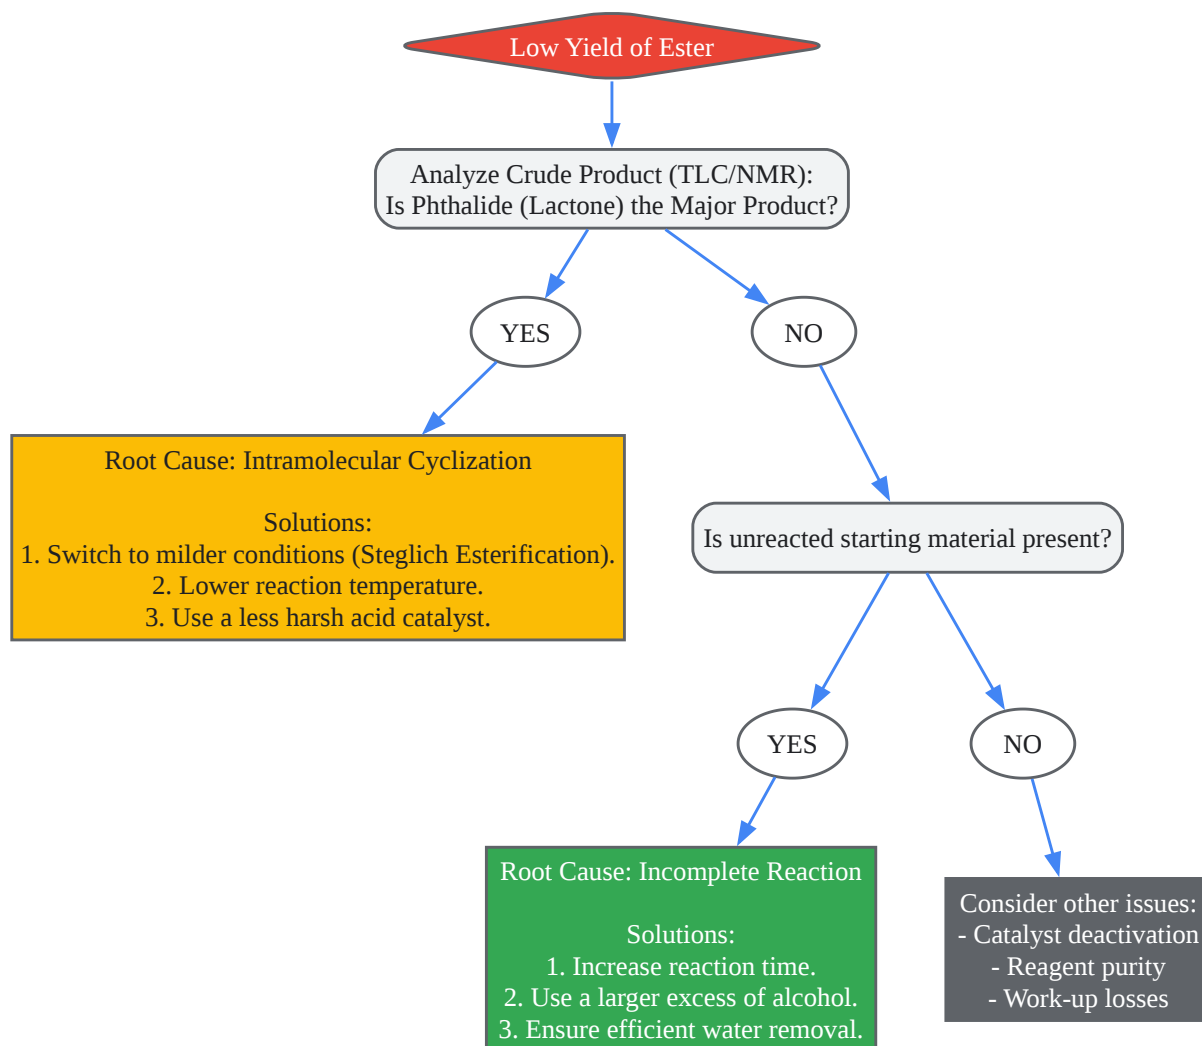 Low Yield of Ester
Analyze Crude Product (TLC/NMR):
Is Phthalide (Lactone) the Major Product?
YES
NO
Root Cause: Intramolecular Cyclization
Solutions:
1. Switch to milder conditions (Steglich Esterification).
2. Lower reaction temperature.
3. Use a less harsh acid catalyst.
Is unreacted starting material present?
YES
NO
Root Cause: Incomplete Reaction
Solutions:
1. Increase reaction time.
2. Use a larger excess of alcohol.
3. Ensure efficient water removal.
Consider other issues:
- Catalyst deactivation
- Reagent purity
- Work-up losses